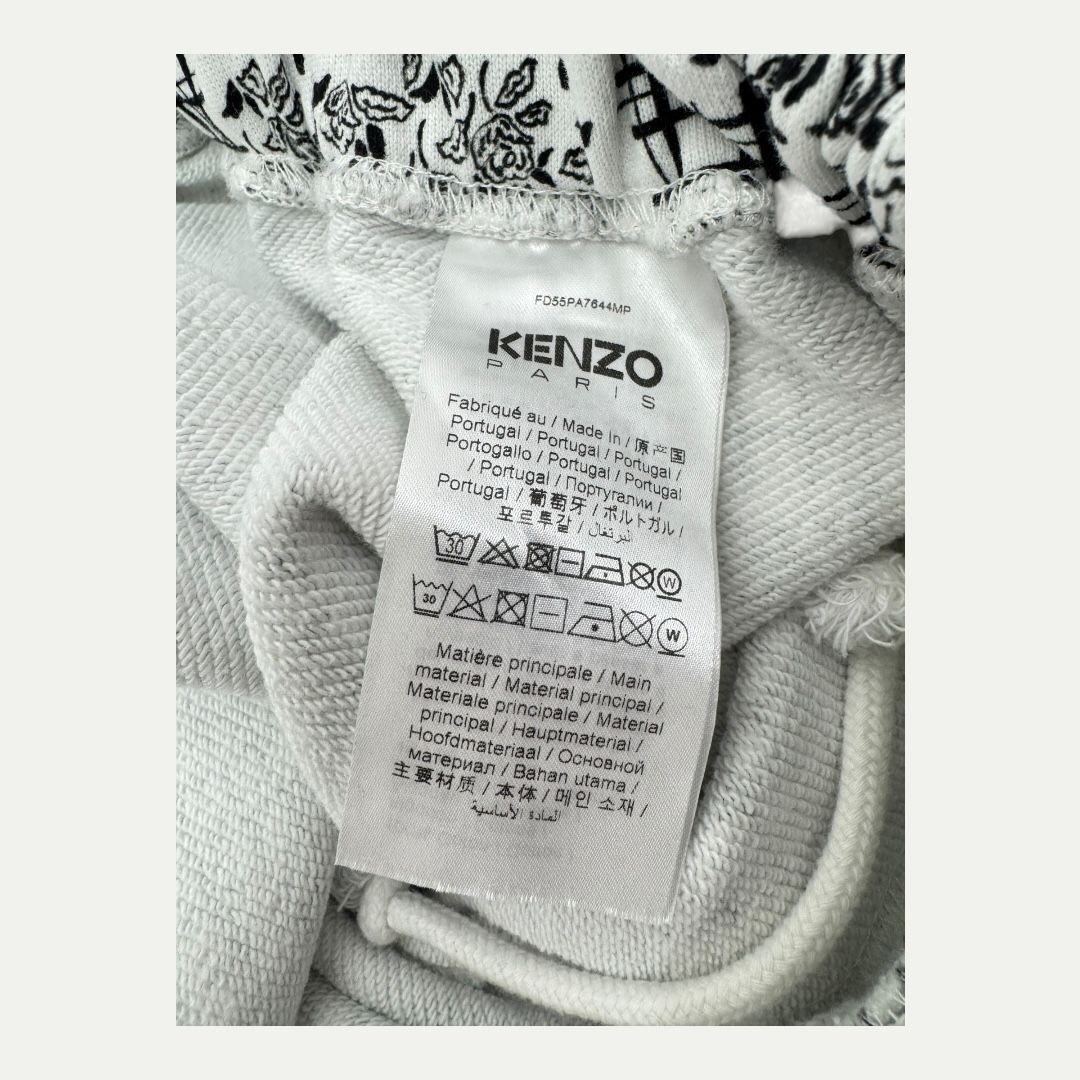 FD55PA7644MP
KENZO
PARIS
Fabriqué au / Made in / 原产国
Portugal / Portugal / Portugal /
Portogallo / Portugal / Portugal
/ Portugal / Португалии /
Portugal / 葡萄牙 / ポルトガル /
포르투갈 / البرتغال
30 W
30 W
Matière principale / Main
material / Material principal /
Materiale principale / Material
principal / Hauptmaterial /
Hoofdmateriaal / Основной
материал / Bahan utama /
主要材质 / 本体 / 메인 소재 /
المادة الأساسية